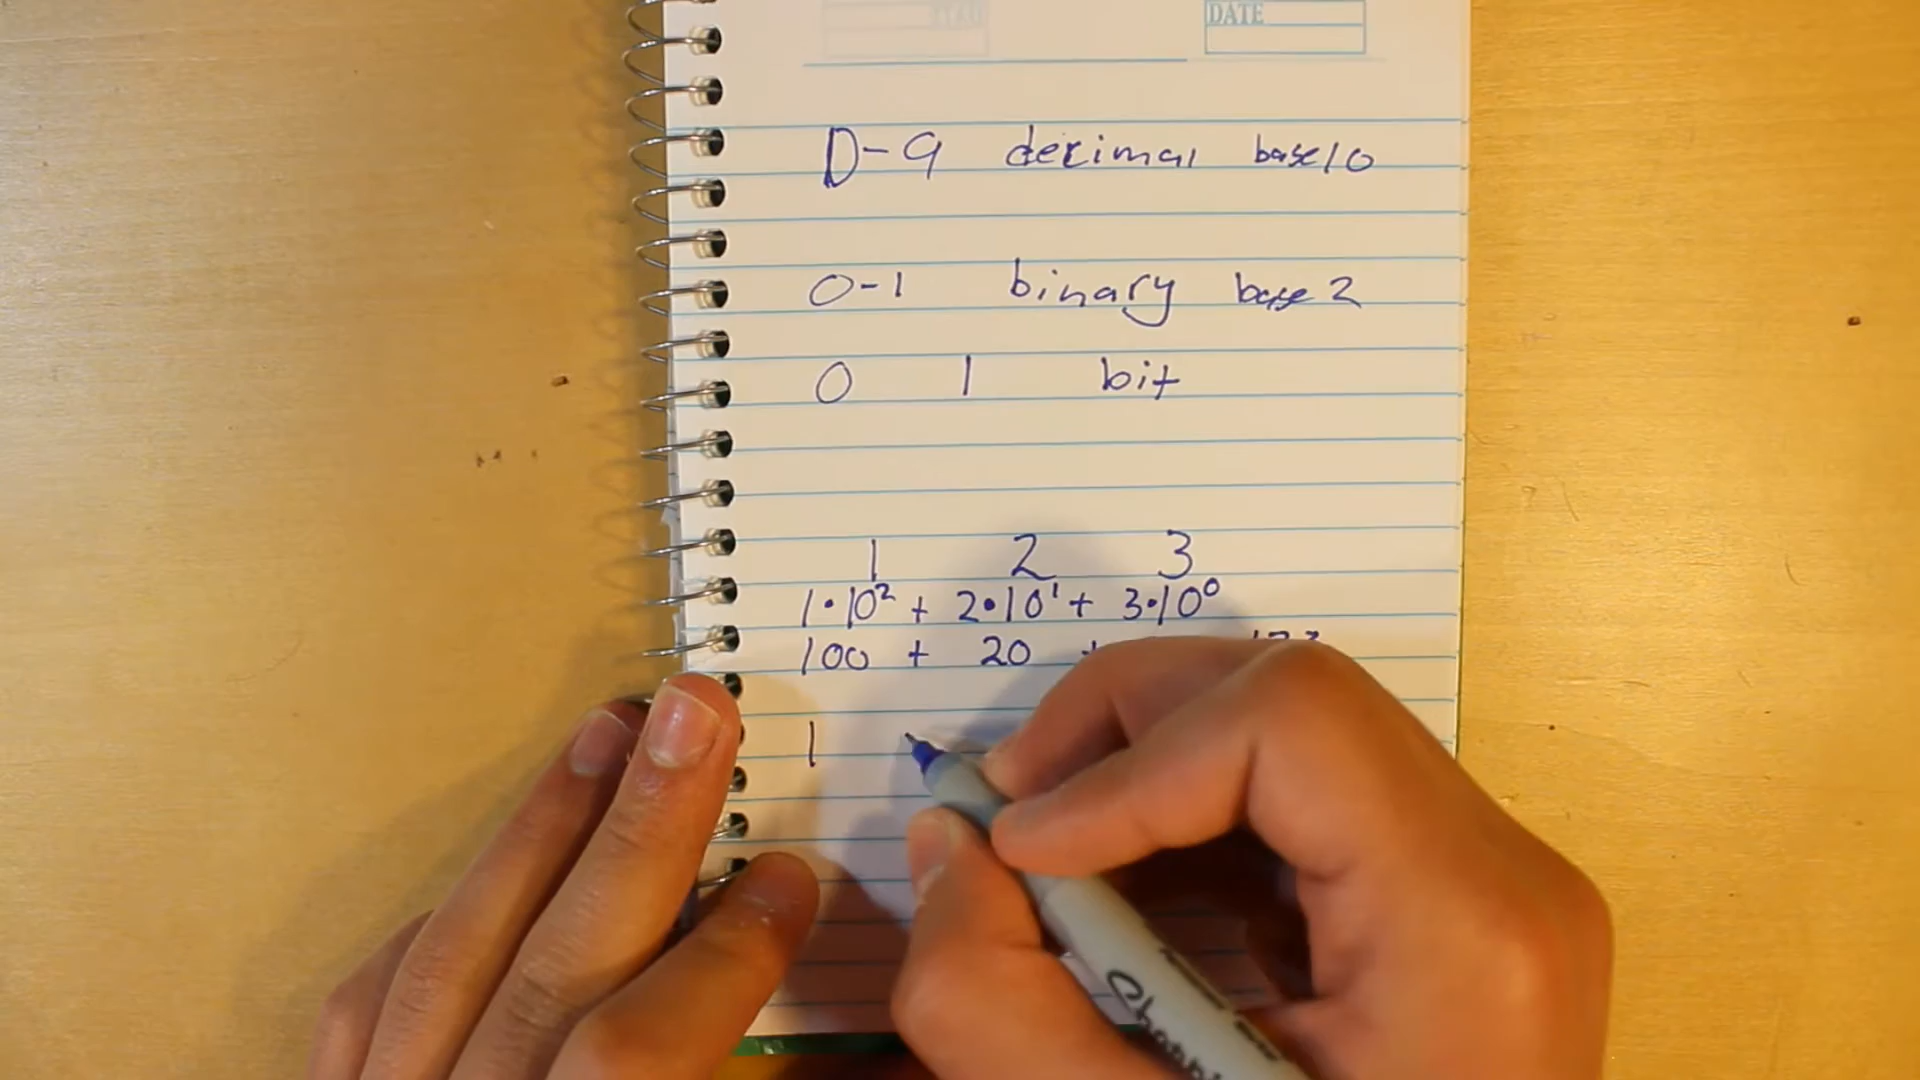 DATE
0-9 decimal base 10
0-1 binary base 2
0 1 bit
1 2 3
1•10² + 2•10¹ + 3•10⁰
100 + 20 +
1